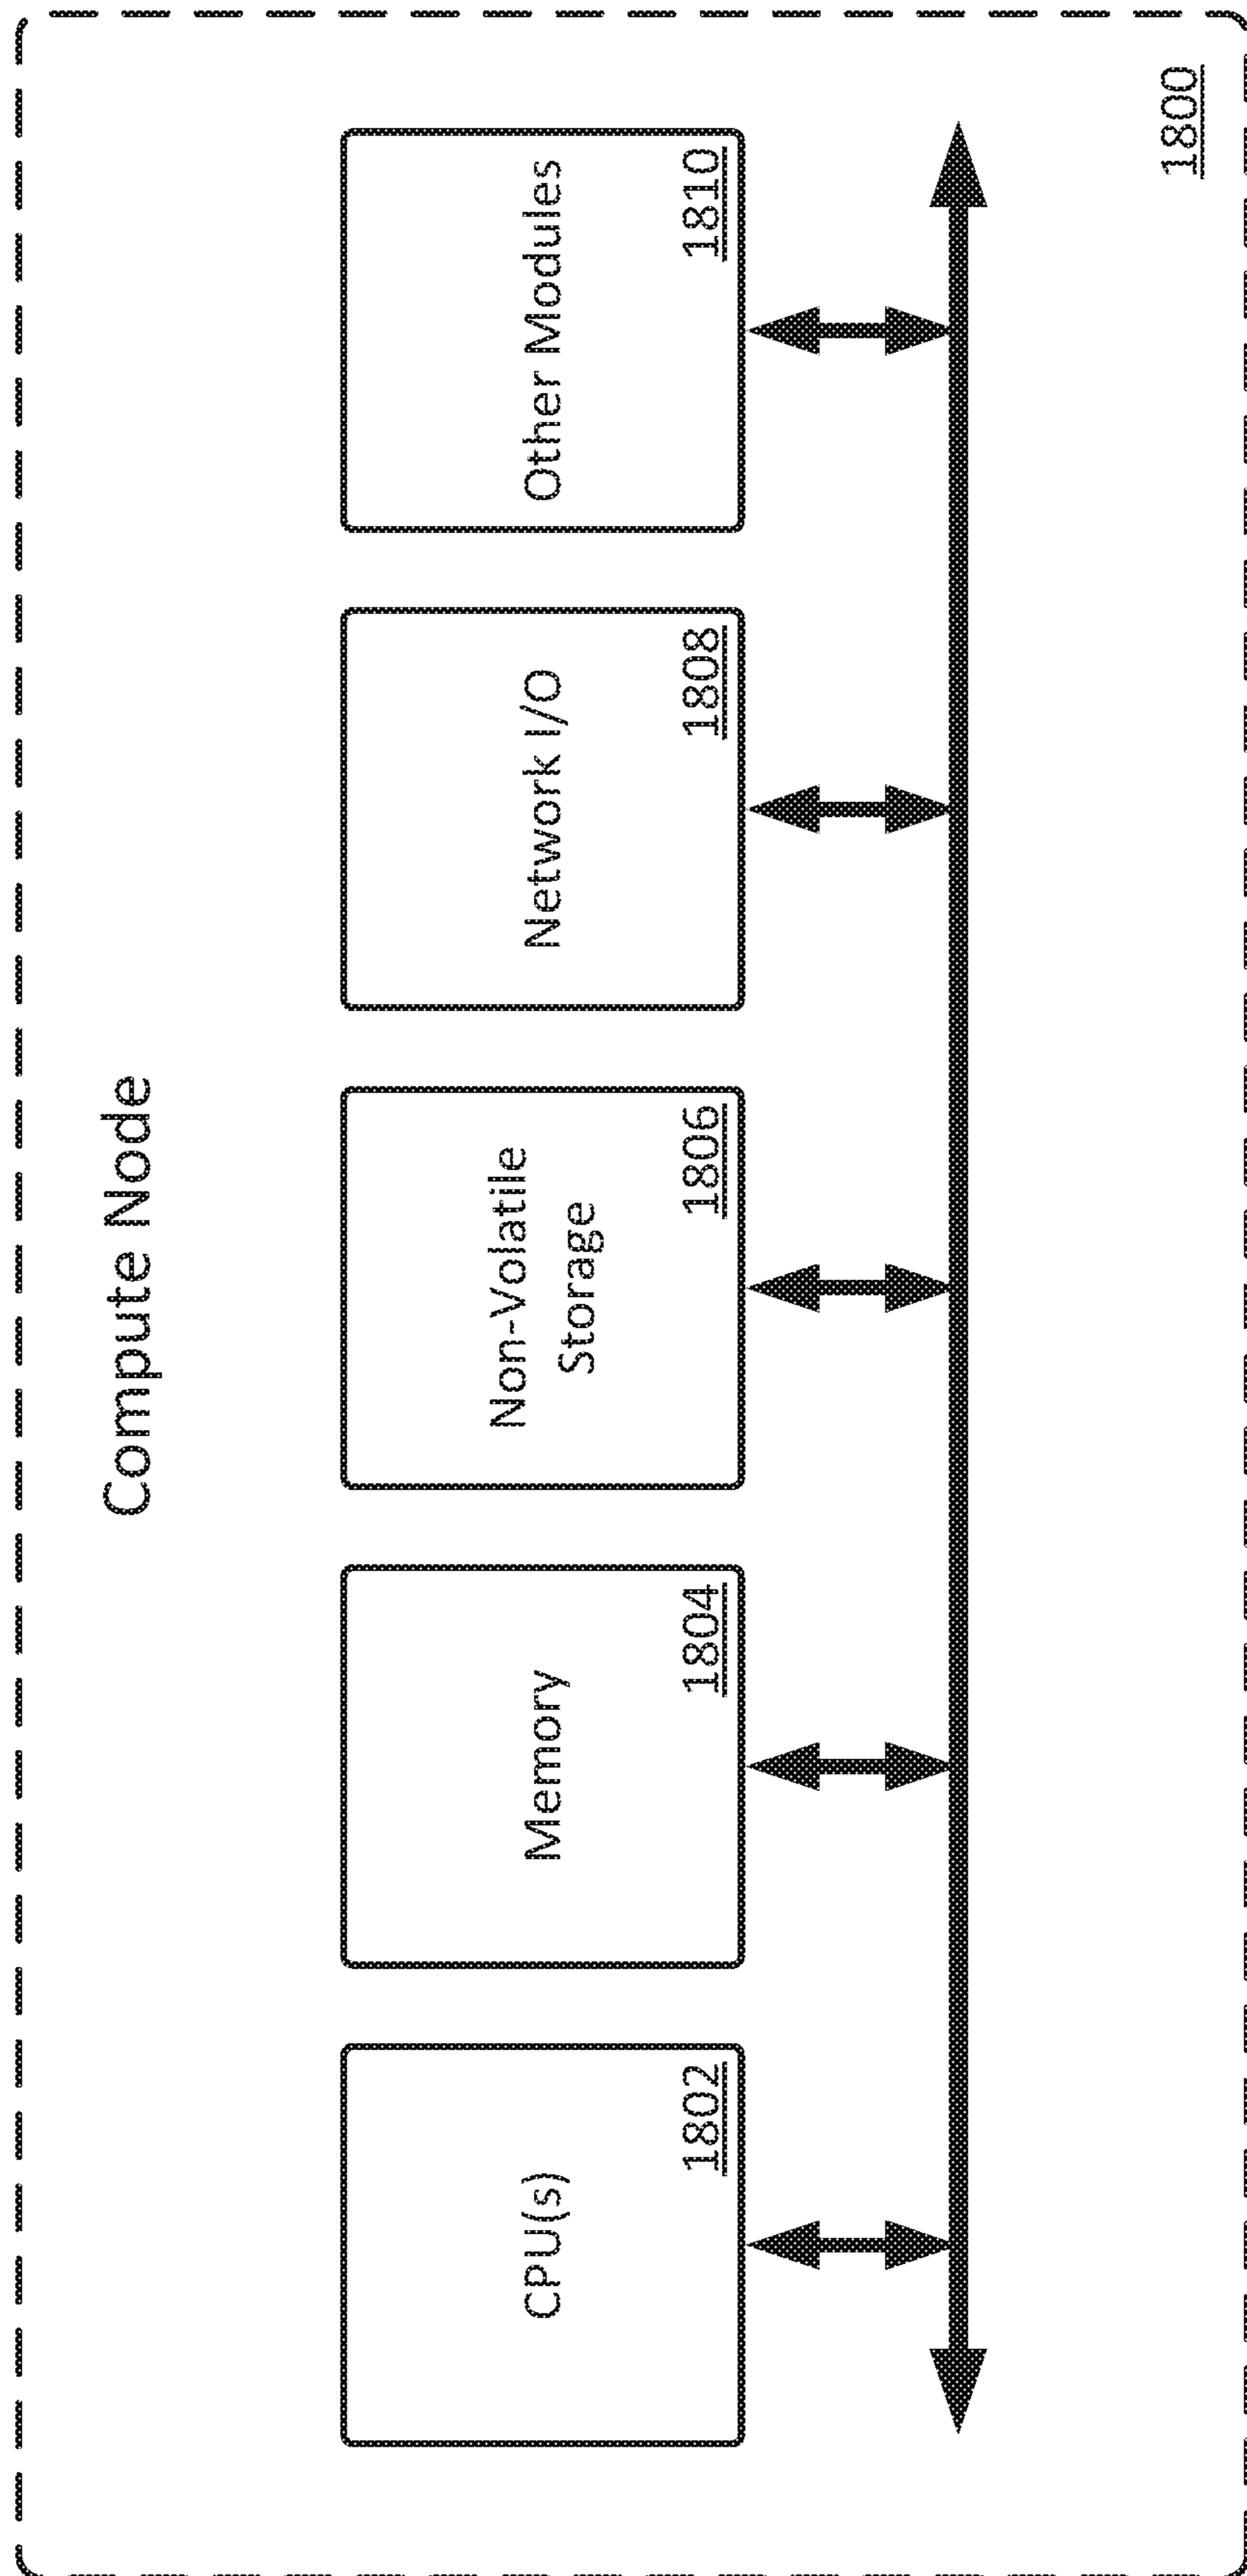 Compute Node
CPU(s)
1802
Memory
1804
Non-Volatile
Storage
1806
Network I/O
1808
Other Modules
1810
1800